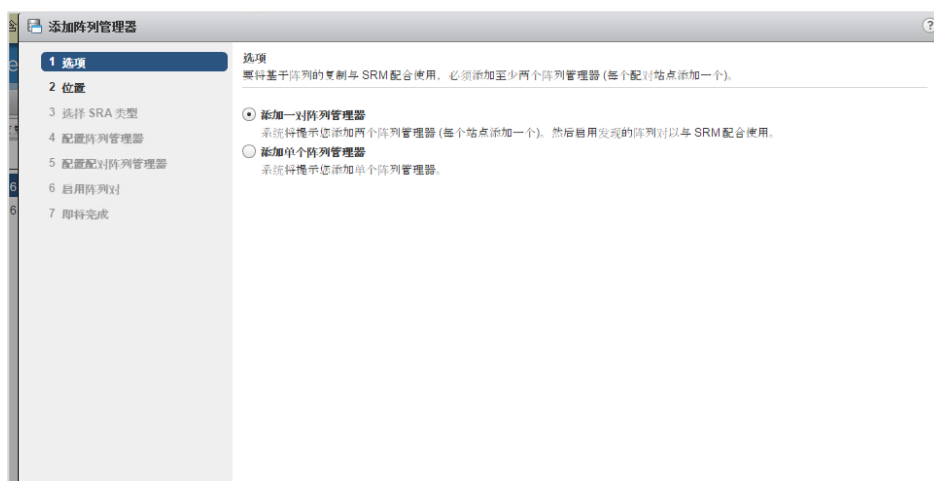 添加阵列管理器
?
1 选项
2 位置
3 选择 SRA 类型
4 配置阵列管理器
5 配置配对阵列管理器
6 启用阵列对
7 即将完成
选项
要将基于阵列的复制与 SRM 配合使用，必须添加至少两个阵列管理器 (每个配对站点添加一个)。
添加一对阵列管理器
系统将提示您添加两个阵列管理器 (每个站点添加一个)，然后启用发现的阵列对以与 SRM 配合使用。
添加单个阵列管理器
系统将提示您添加单个阵列管理器。